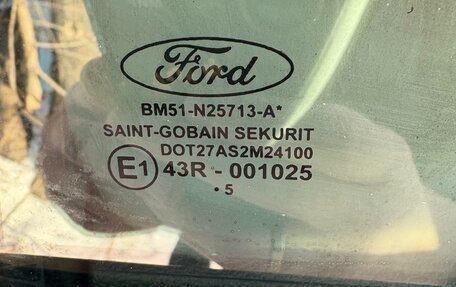 Ford
BM51-N25713-A*
SAINT-GOBAIN SEKURIT
DOT27AS2M24100
E1 43R - 001025
. 5